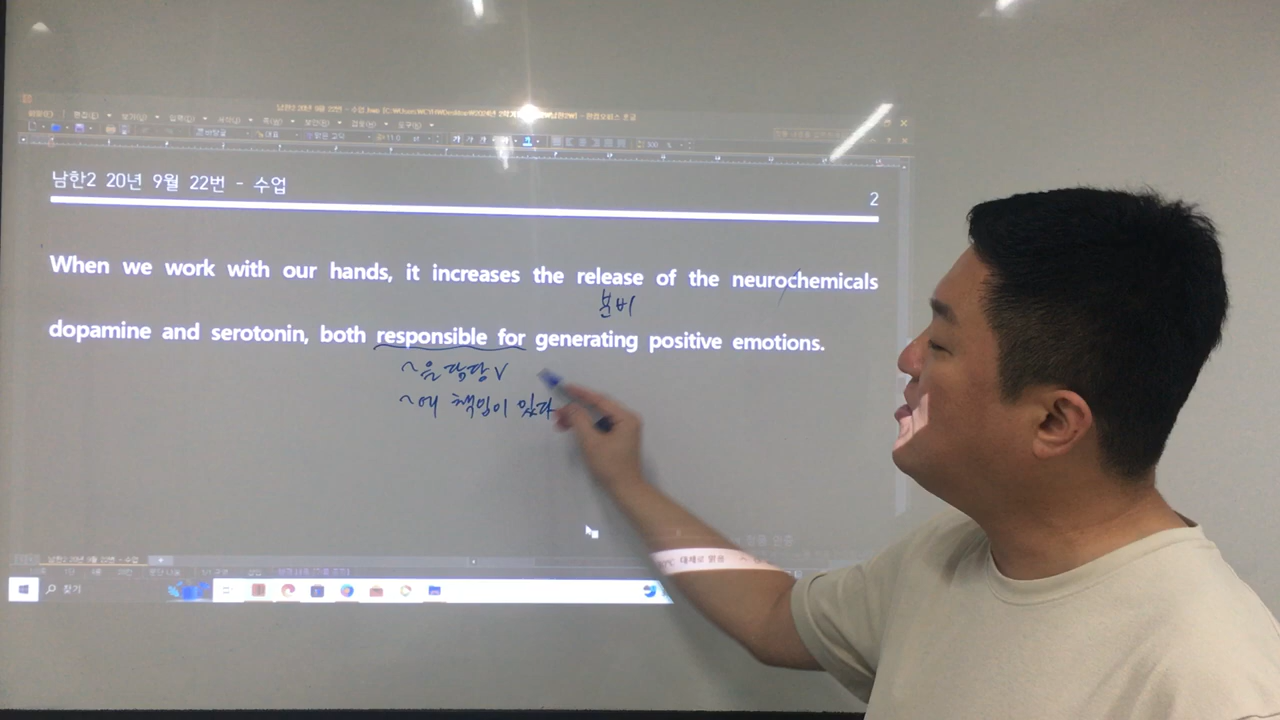 남한2 20년 9월 22번 - 수업
2
When we work with our hands, it increases the release of the neurochemicals
분비
dopamine and serotonin, both responsible for generating positive emotions.
~을 담당 V
~에 책임이 있다
찾기